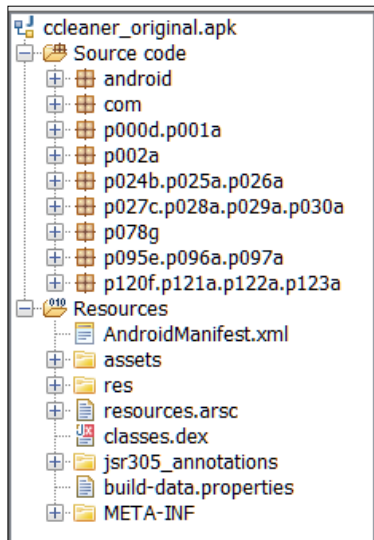 ccleaner_original.apk
Source code
android
com
p000d.p001a
p002a
p024b.p025a.p026a
p027c.p028a.p029a.p030a
p078g
p095e.p096a.p097a
p120f.p121a.p122a.p123a
Resources
AndroidManifest.xml
assets
res
resources.arsc
classes.dex
jsr305_annotations
build-data.properties
META-INF